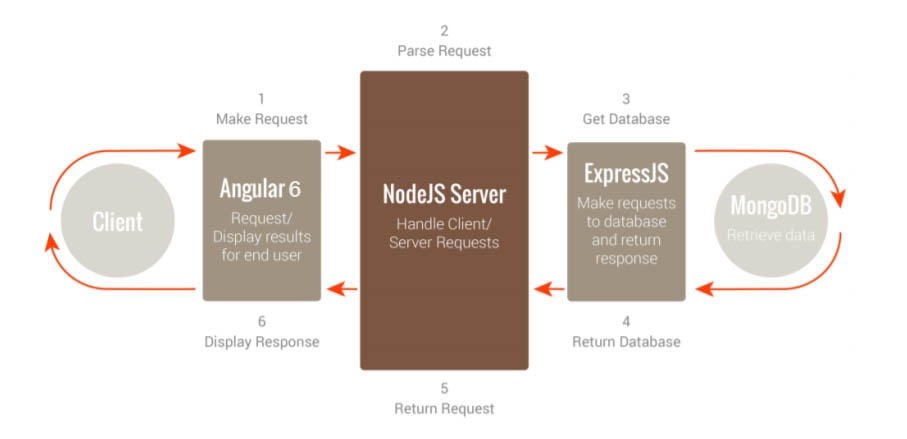 2
Parse Request
1
Make Request
3
Get Database
Client
Angular 6
Request/
Display results
for end user
NodeJS Server
Handle Client/
Server Requests
ExpressJS
Make requests
to database
and return
response
MongoDB
Retrieve data
6
Display Response
4
Return Database
5
Return Request